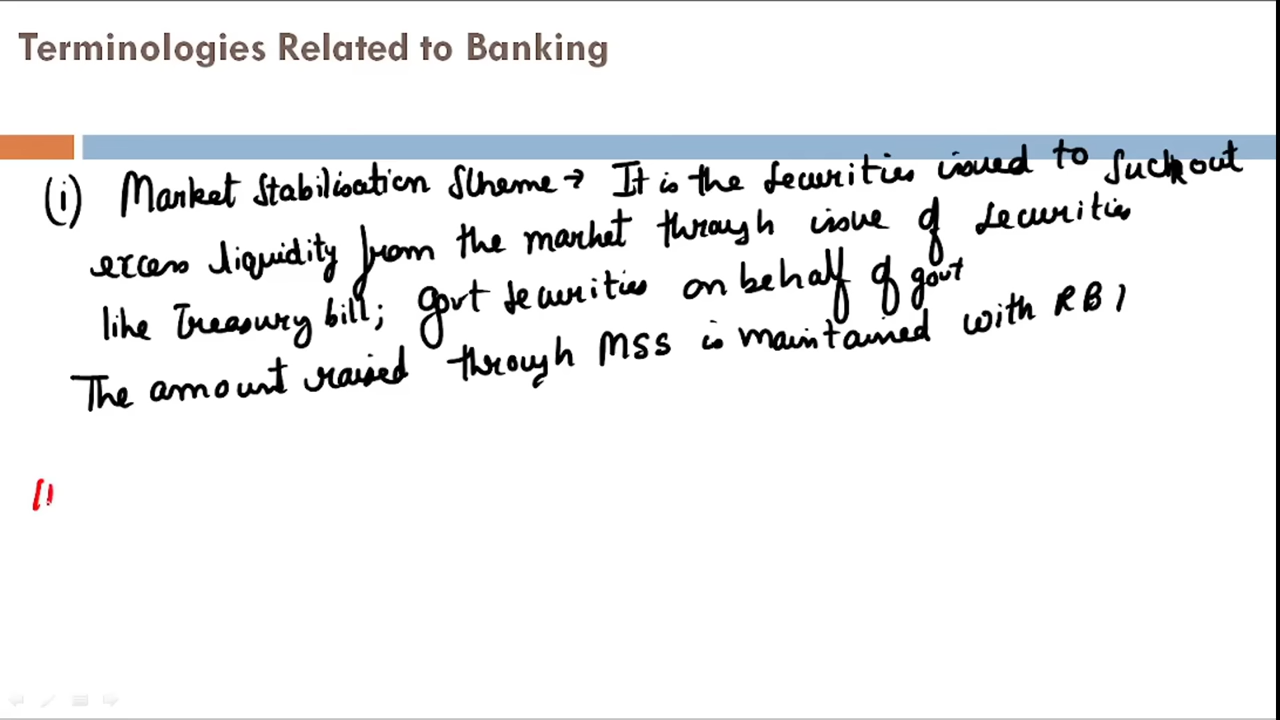 Terminologies Related to Banking
(i) Market Stabilisation Scheme → It is the securities issued to suck out
excess liquidity from the market through issue of securities
like Treasury bill; govt securities on behalf of govt
The amount raised through MSS is maintained with RBI